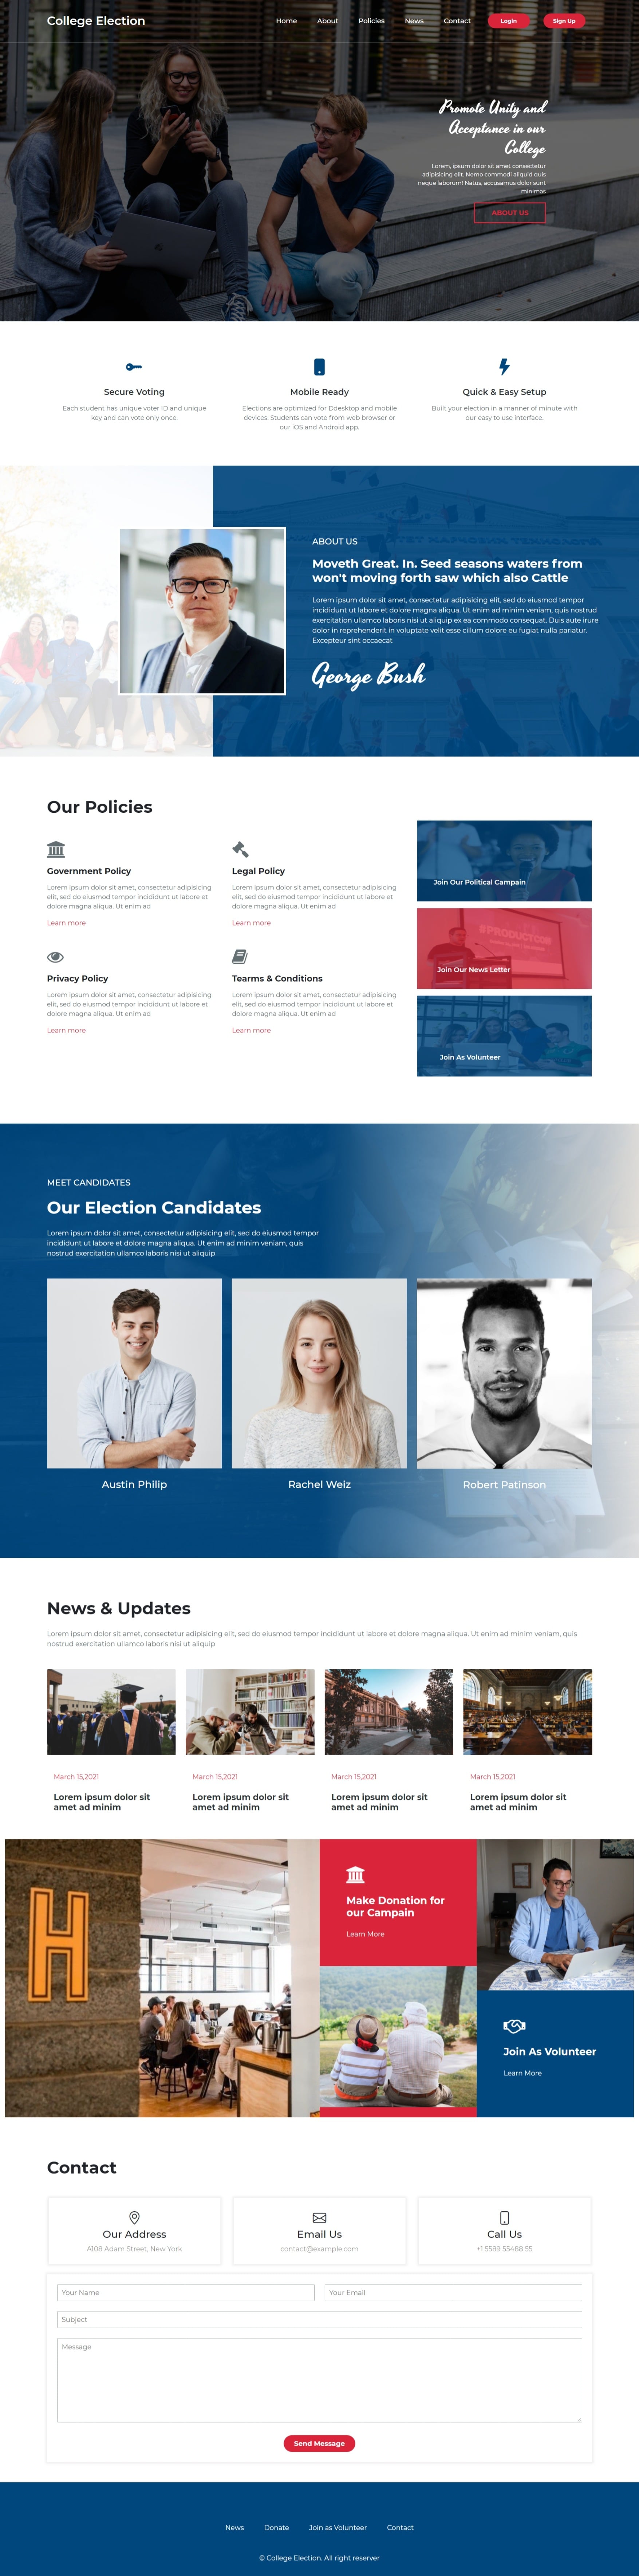 College Election
Home About Policies News Contact Login Sign Up
Promote Unity and
Acceptance in our
College
Lorem, ipsum dolor sit amet consectetur
adipisicing elit. Nemo commodi aliquid quis
neque laborum! Natus, accusamus dolor sunt
minimas
ABOUT US
Secure Voting
Each student has unique voter ID and unique
key and can vote only once.
Mobile Ready
Elections are optimized for Ddesktop and mobile
devices. Students can vote from web browser or
our iOS and Android app.
Quick & Easy Setup
Built your election in a manner of minute with
our easy to use interface.
ABOUT US
Moveth Great. In. Seed seasons waters from
won't moving forth saw which also Cattle
Lorem ipsum dolor sit amet, consectetur adipisicing elit, sed do eiusmod tempor
incididunt ut labore et dolore magna aliqua. Ut enim ad minim veniam, quis nostrud
exercitation ullamco laboris nisi ut aliquip ex ea commodo consequat. Duis aute irure
dolor in reprehenderit in voluptate velit esse cillum dolore eu fugiat nulla pariatur.
Excepteur sint occaecat
George Bush
Our Policies
Government Policy
Lorem ipsum dolor sit amet, consectetur adipisicing
elit, sed do eiusmod tempor incididunt ut labore et
dolore magna aliqua. Ut enim ad
Learn more
Legal Policy
Lorem ipsum dolor sit amet, consectetur adipisicing
elit, sed do eiusmod tempor incididunt ut labore et
dolore magna aliqua. Ut enim ad
Learn more
Privacy Policy
Lorem ipsum dolor sit amet, consectetur adipisicing
elit, sed do eiusmod tempor incididunt ut labore et
dolore magna aliqua. Ut enim ad
Learn more
Tearms & Conditions
Lorem ipsum dolor sit amet, consectetur adipisicing
elit, sed do eiusmod tempor incididunt ut labore et
dolore magna aliqua. Ut enim ad
Learn more
Join Our Political Campain
#PRODUCTCON
Join Our News Letter
Join As Volunteer
MEET CANDIDATES
Our Election Candidates
Lorem ipsum dolor sit amet, consectetur adipisicing elit, sed do eiusmod tempor
incididunt ut labore et dolore magna aliqua. Ut enim ad minim veniam, quis
nostrud exercitation ullamco laboris nisi ut aliquip
Austin Philip
Rachel Weiz
Robert Patinson
News & Updates
Lorem ipsum dolor sit amet, consectetur adipisicing elit, sed do eiusmod tempor incididunt ut labore et dolore magna aliqua. Ut enim ad minim veniam, quis
nostrud exercitation ullamco laboris nisi ut aliquip
March 15,2021
Lorem ipsum dolor sit
amet ad minim
March 15,2021
Lorem ipsum dolor sit
amet ad minim
March 15,2021
Lorem ipsum dolor sit
amet ad minim
March 15,2021
Lorem ipsum dolor sit
amet ad minim
H
Make Donation for
our Campain
Learn More
Join As Volunteer
Learn More
Contact
Our Address
A108 Adam Street, New York
Email Us
contact@example.com
Call Us
+1 5589 55488 55
Your Name
Your Email
Subject
Message
Send Message
News Donate Join as Volunteer Contact
© College Election. All right reserver